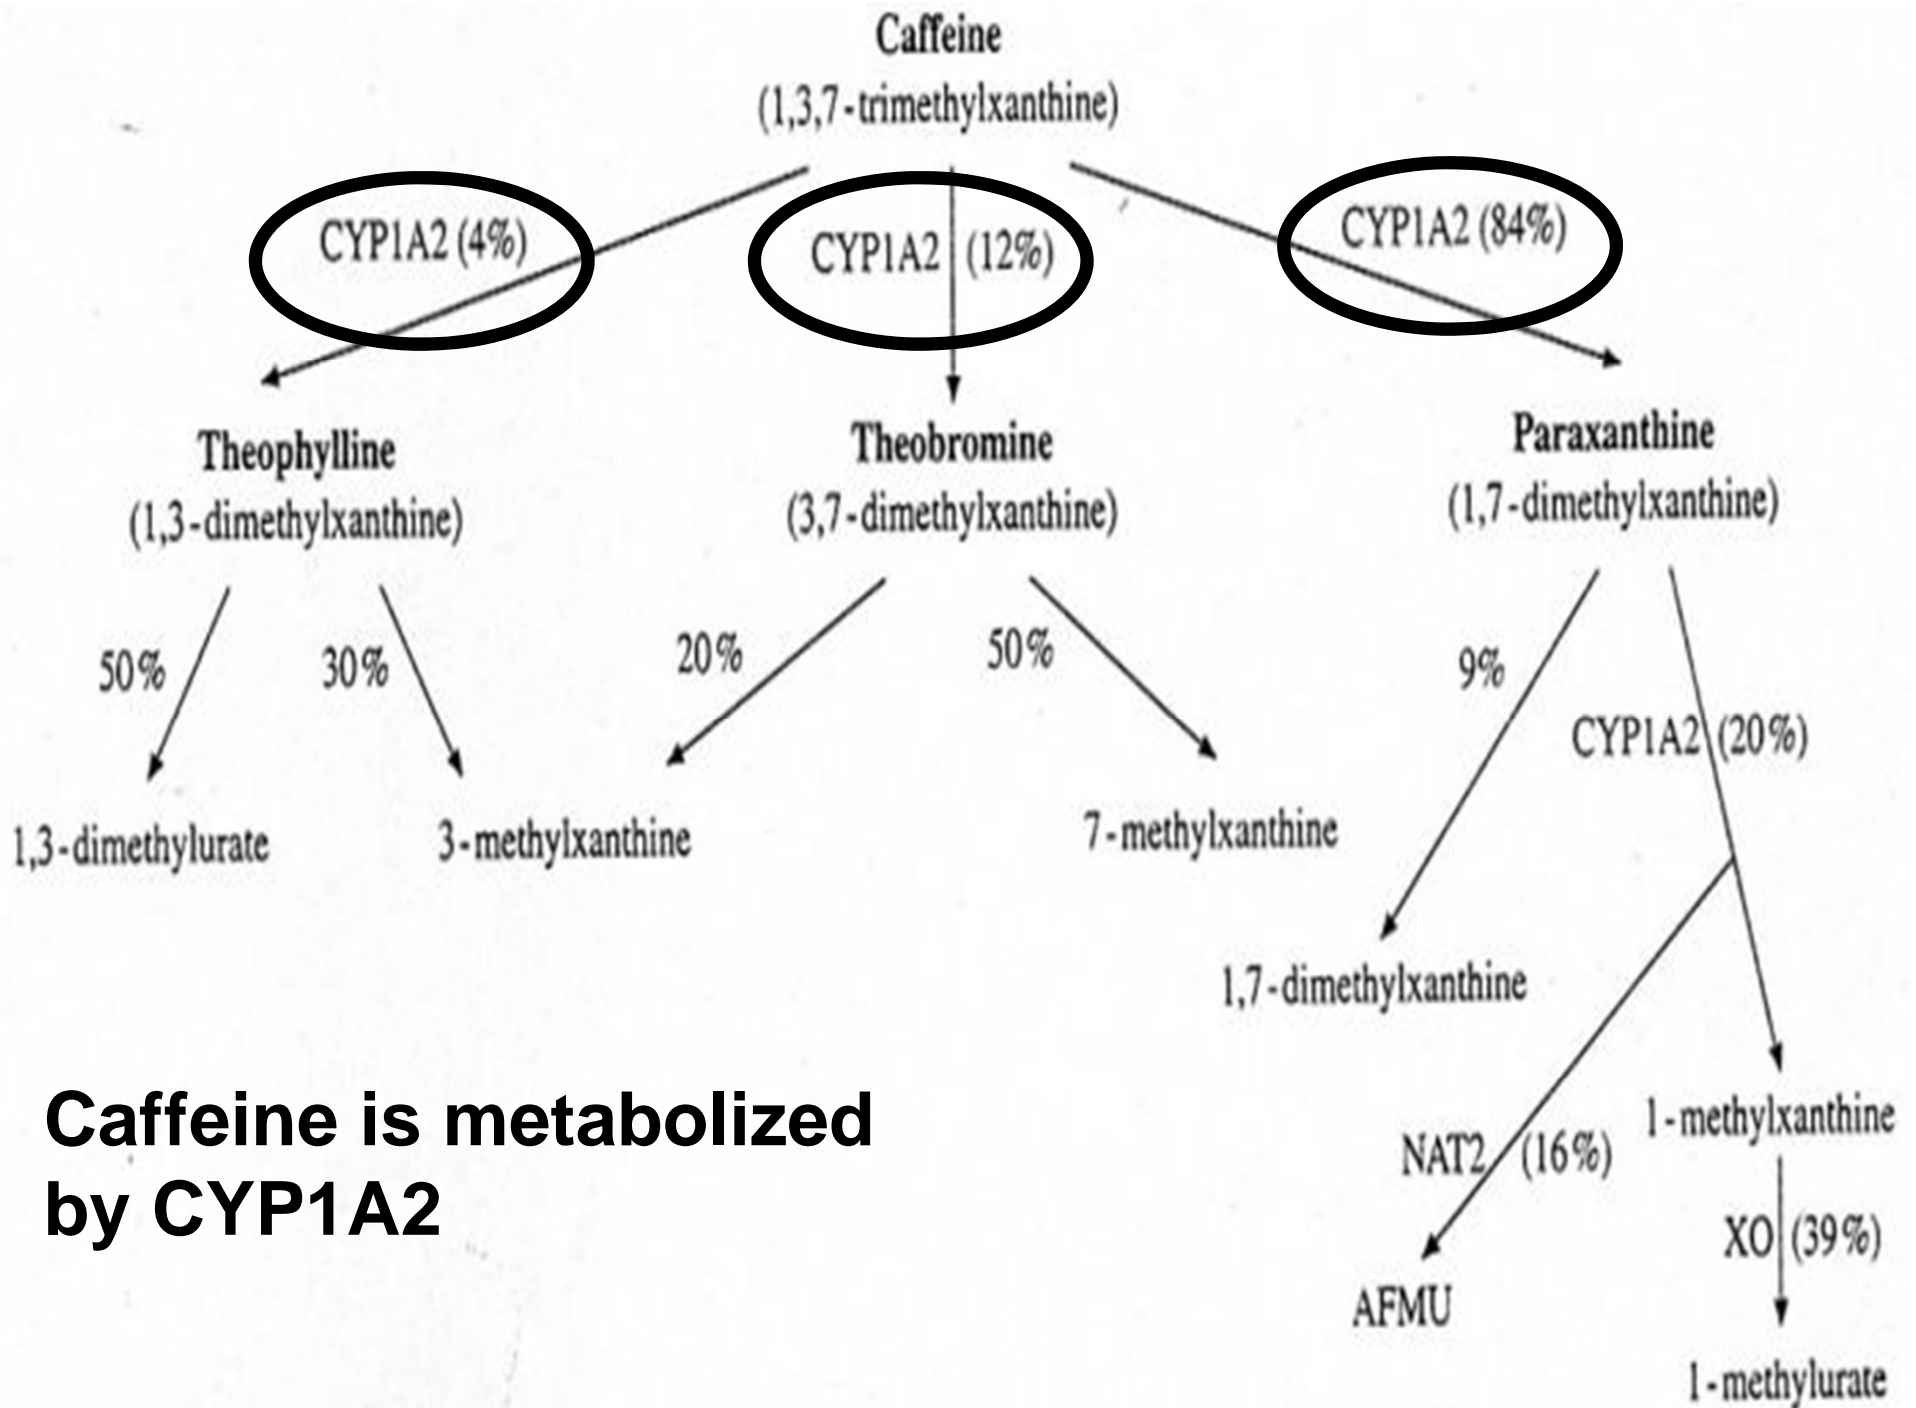 Caffeine
(1,3,7-trimethylxanthine)
CYP1A2 (4%)
CYP1A2 (12%)
CYP1A2 (84%)
Theophylline
(1,3-dimethylxanthine)
Theobromine
(3,7-dimethylxanthine)
Paraxanthine
(1,7-dimethylxanthine)
50%
30%
20%
50%
9%
CYP1A2 (20%)
1,3-dimethylurate
3-methylxanthine
7-methylxanthine
1,7-dimethylxanthine
NAT2 (16%)
1-methylxanthine
XO (39%)
AFMU
1-methylurate
Caffeine is metabolized
by CYP1A2